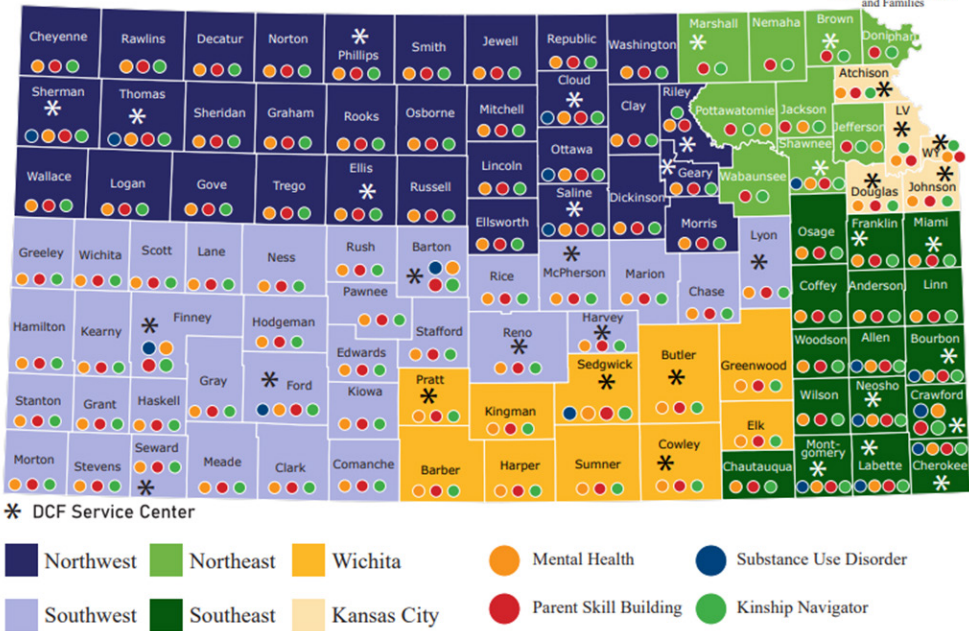 and Families
Cheyenne
Rawlins
Decatur
Norton
Phillips
Smith
Jewell
Republic
Washington
Marshall
Nemaha
Brown
Doniphan
Sherman
Thomas
Sheridan
Graham
Rooks
Osborne
Mitchell
Cloud
Clay
Riley
Pottawatomie
Jackson
Atchison
Jefferson
LV
WY
Wallace
Logan
Gove
Trego
Ellis
Russell
Lincoln
Ottawa
Saline
Dickinson
Geary
Wabaunsee
Shawnee
Douglas
Johnson
Ellsworth
Morris
Greeley
Wichita
Scott
Lane
Ness
Rush
Barton
Rice
McPherson
Marion
Chase
Lyon
Osage
Franklin
Miami
Pawnee
Hamilton
Kearny
Finney
Hodgeman
Stafford
Reno
Harvey
Coffey
Anderson
Linn
Edwards
Gray
Ford
Kiowa
Pratt
Kingman
Sedgwick
Butler
Greenwood
Woodson
Allen
Bourbon
Stanton
Grant
Haskell
Elk
Wilson
Neosho
Crawford
Morton
Stevens
Seward
Meade
Clark
Comanche
Barber
Harper
Sumner
Cowley
Chautauqua
Mont-
gomery
Labette
Cherokee
DCF Service Center
Northwest
Northeast
Wichita
Mental Health
Substance Use Disorder
Southwest
Southeast
Kansas City
Parent Skill Building
Kinship Navigator